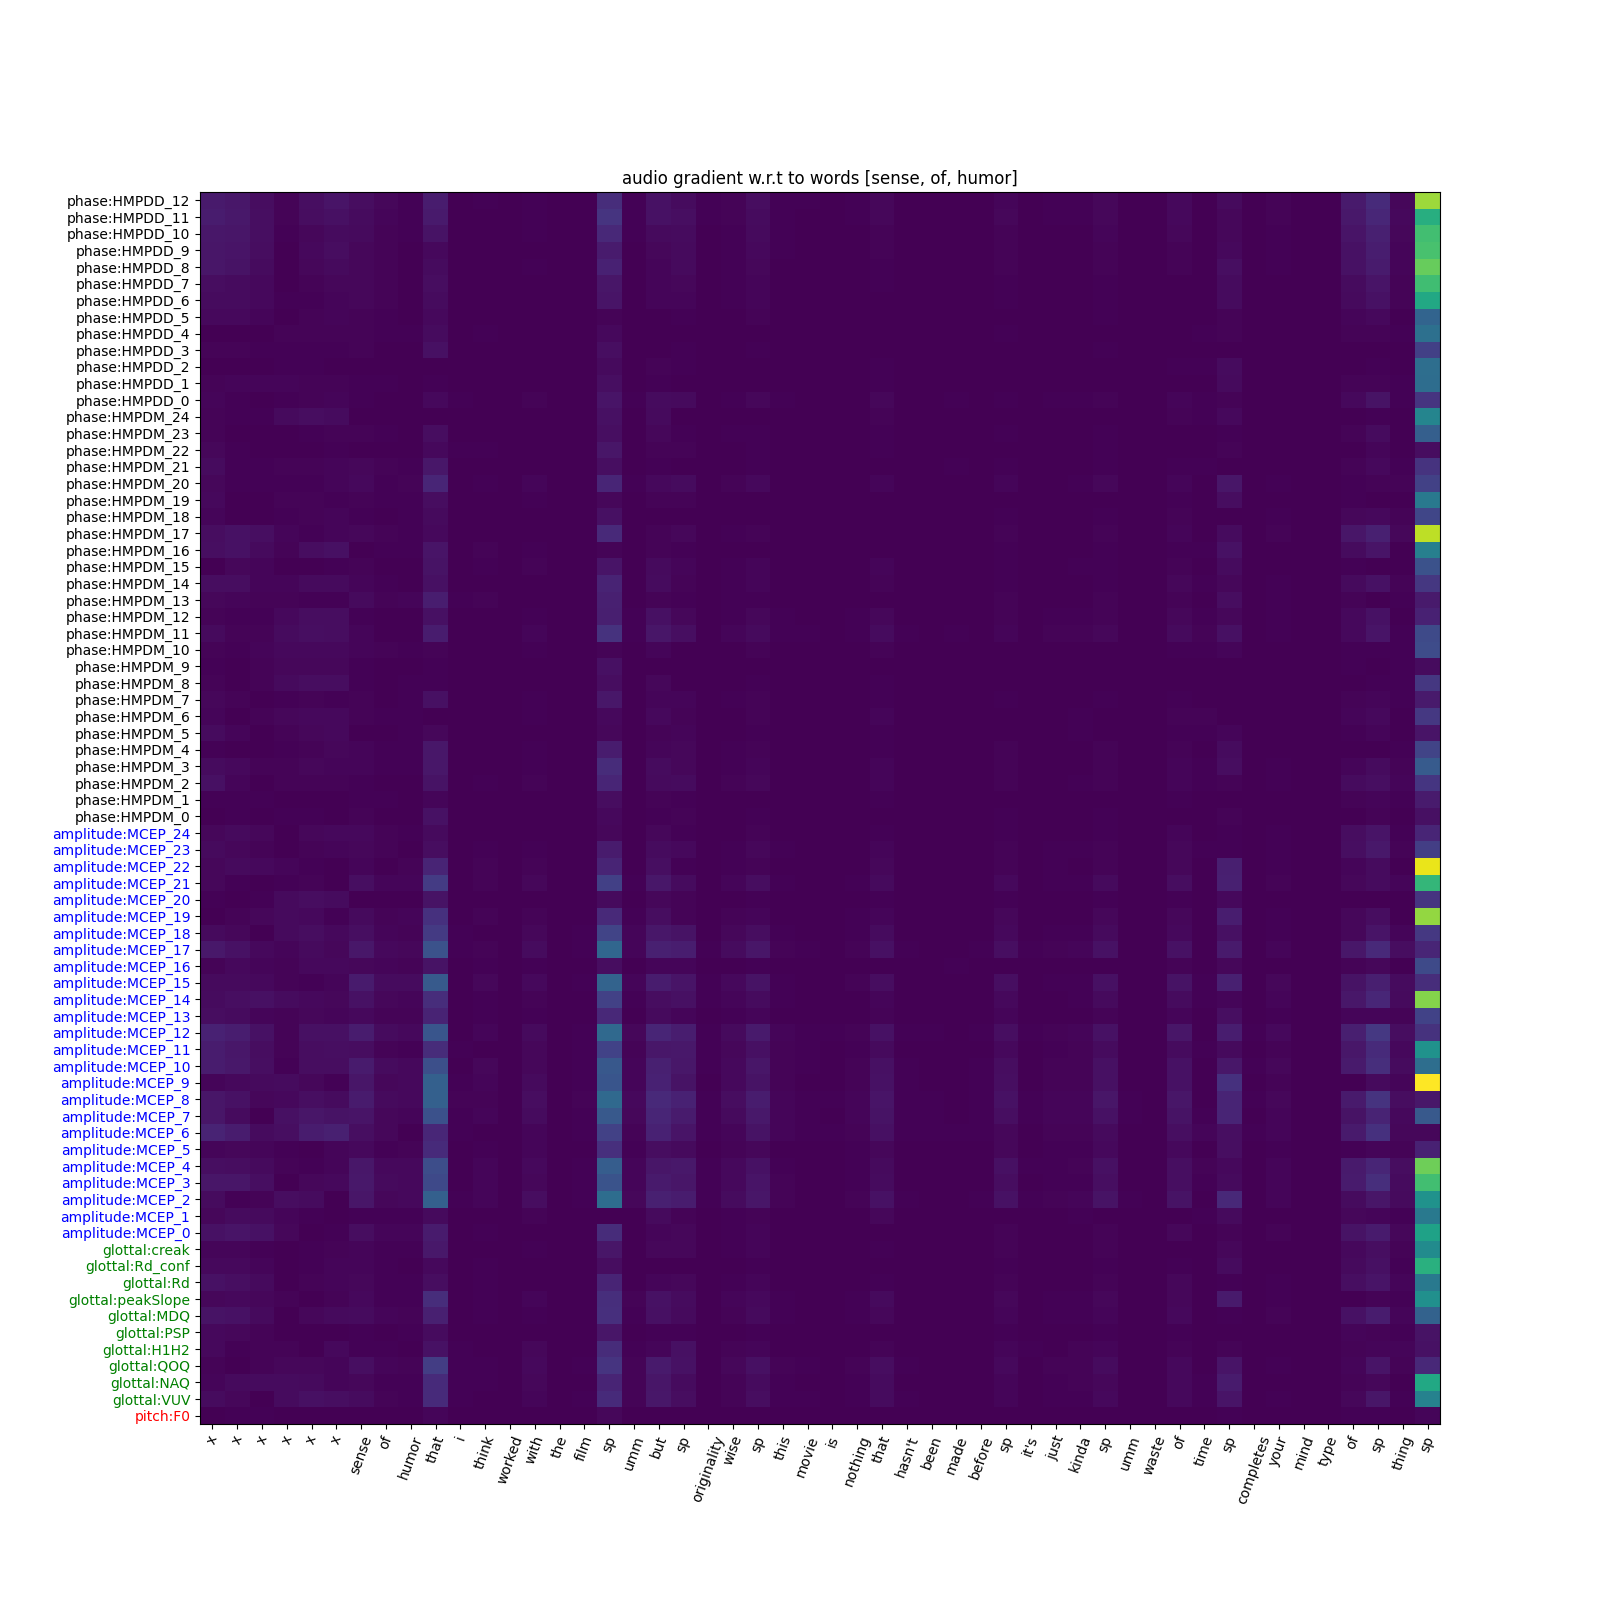 audio gradient w.r.t to words [sense, of, humor]
phase:HMPDD_12
phase:HMPDD_11
phase:HMPDD_10
phase:HMPDD_9
phase:HMPDD_8
phase:HMPDD_7
phase:HMPDD_6
phase:HMPDD_5
phase:HMPDD_4
phase:HMPDD_3
phase:HMPDD_2
phase:HMPDD_1
phase:HMPDD_0
phase:HMPDM_24
phase:HMPDM_23
phase:HMPDM_22
phase:HMPDM_21
phase:HMPDM_20
phase:HMPDM_19
phase:HMPDM_18
phase:HMPDM_17
phase:HMPDM_16
phase:HMPDM_15
phase:HMPDM_14
phase:HMPDM_13
phase:HMPDM_12
phase:HMPDM_11
phase:HMPDM_10
phase:HMPDM_9
phase:HMPDM_8
phase:HMPDM_7
phase:HMPDM_6
phase:HMPDM_5
phase:HMPDM_4
phase:HMPDM_3
phase:HMPDM_2
phase:HMPDM_1
phase:HMPDM_0
amplitude:MCEP_24
amplitude:MCEP_23
amplitude:MCEP_22
amplitude:MCEP_21
amplitude:MCEP_20
amplitude:MCEP_19
amplitude:MCEP_18
amplitude:MCEP_17
amplitude:MCEP_16
amplitude:MCEP_15
amplitude:MCEP_14
amplitude:MCEP_13
amplitude:MCEP_12
amplitude:MCEP_11
amplitude:MCEP_10
amplitude:MCEP_9
amplitude:MCEP_8
amplitude:MCEP_7
amplitude:MCEP_6
amplitude:MCEP_5
amplitude:MCEP_4
amplitude:MCEP_3
amplitude:MCEP_2
amplitude:MCEP_1
amplitude:MCEP_0
glottal:creak
glottal:Rd_conf
glottal:Rd
glottal:peakSlope
glottal:MDQ
glottal:PSP
glottal:H1H2
glottal:QOQ
glottal:NAQ
glottal:VUV
pitch:F0
x
x
x
x
x
x
sense
of
humor
that
i
think
worked
with
the
film
sp
umm
but
sp
originality
wise
sp
this
movie
is
nothing
that
hasn't
been
made
before
sp
it's
just
kinda
sp
umm
waste
of
time
sp
completes
your
mind
type
of
sp
thing
sp